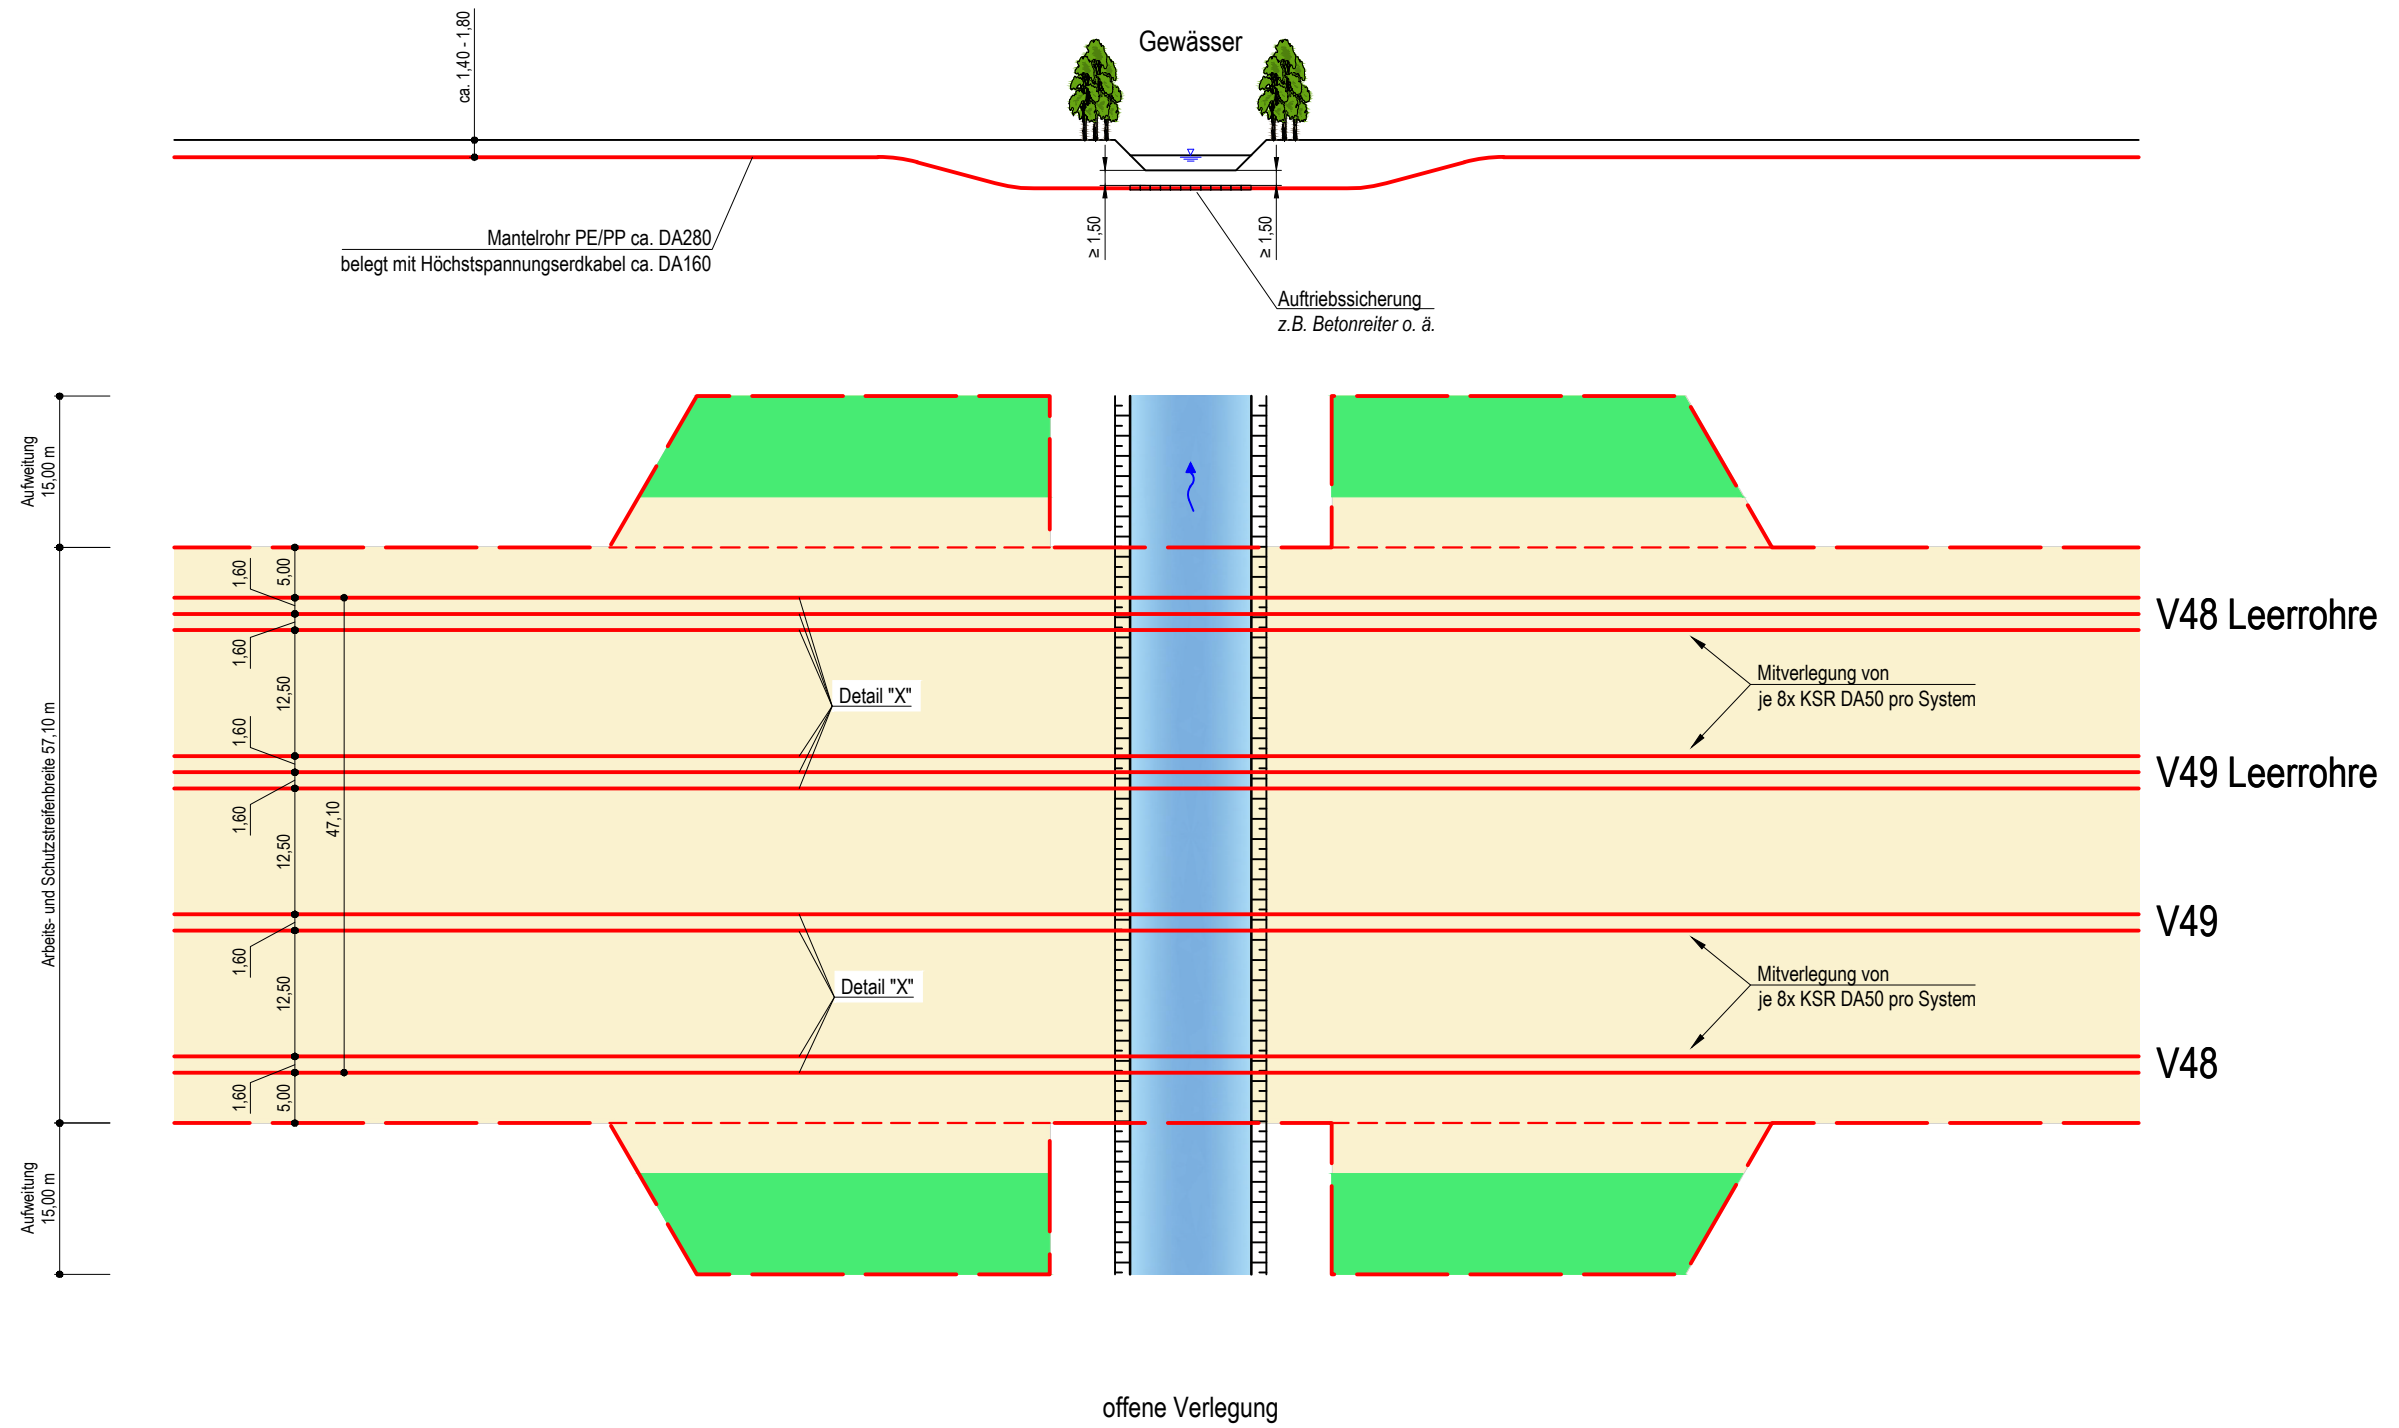 ca. 1,40 - 1,80
Gewässer
Mantelrohr PE/PP ca. DA280
belegt mit Höchstspannungserdkabel ca. DA160
≥ 1,50
≥ 1,50
Auftriebssicherung
z.B. Betonreiter o. ä.
Aufweitung
15,00 m
Arbeits- und Schutzstreifenbreite 57,10 m
Aufweitung
15,00 m
1,60
5,00
1,60
12,50
1,60
1,60
12,50
47,10
1,60
12,50
1,60
5,00
Detail "X"
Detail "X"
Mitverlegung von
je 8x KSR DA50 pro System
Mitverlegung von
je 8x KSR DA50 pro System
V48 Leerrohre
V49 Leerrohre
V49
V48
offene Verlegung